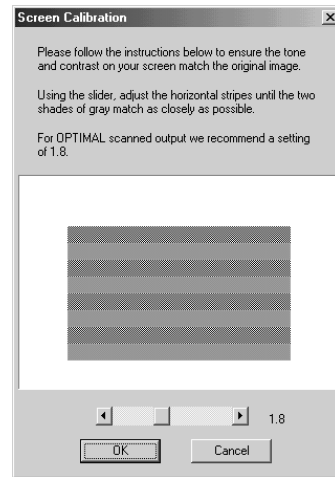 Screen Calibration
Please follow the instructions below to ensure the tone
and contrast on your screen match the original image.
Using the slider, adjust the horizontal stripes until the two
shades of gray match as closely as possible.
For OPTIMAL scanned output we recommend a setting
of 1.8.
1.8
OK
Cancel